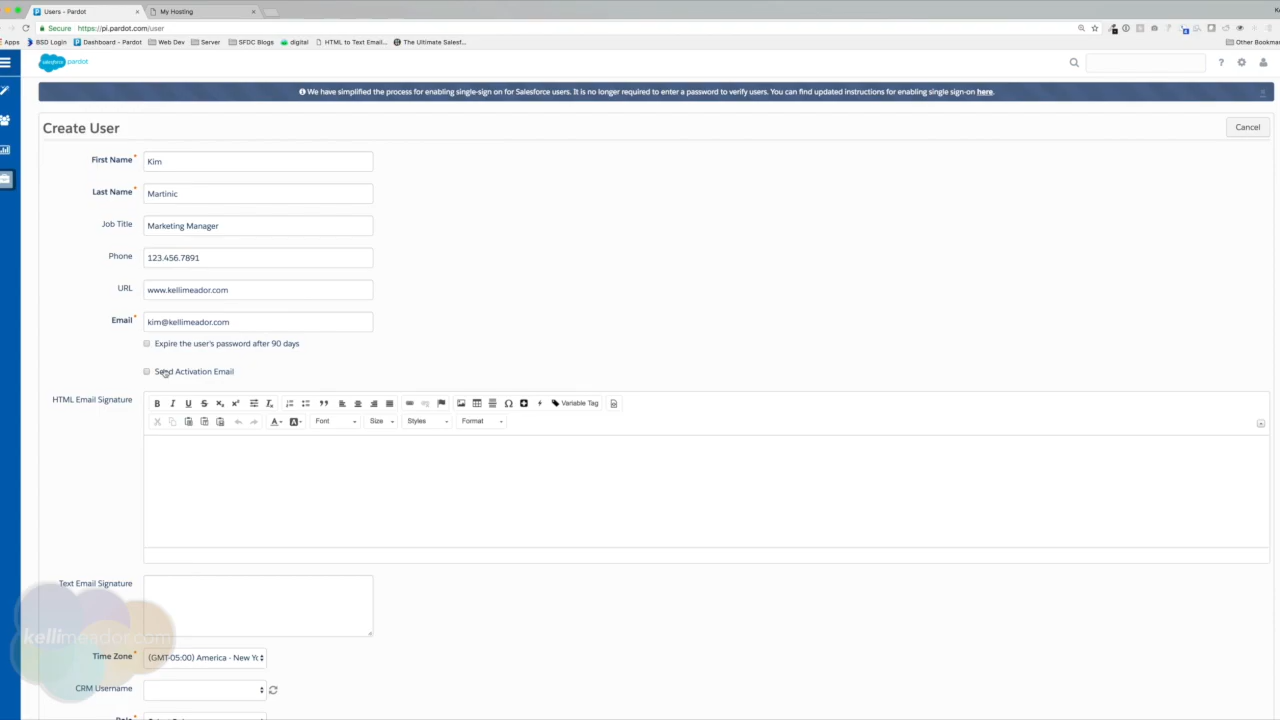 Users - Pardot
My Hosting
Secure https://pi.pardot.com/user
Apps BSD Login Dashboard - Pardot Web Dev Server SFDC Blogs digital HTML to Text Email... The Ultimate Salesf...
Other Bookmar
salesforce pardot
We have simplified the process for enabling single-sign on for Salesforce users. It is no longer required to enter a password to verify users. You can find updated instructions for enabling single sign-on here.
Create User
Cancel
First Name* Kim
Last Name* Martinic
Job Title Marketing Manager
Phone 123.456.7891
URL www.kellimeador.com
Email* kim@kellimeador.com
Expire the user's password after 90 days
Send Activation Email
HTML Email Signature
Variable Tag
Font Size Styles Format
Text Email Signature
kellimeador.com
Time Zone* (GMT-05:00) America - New Yo
CRM Username